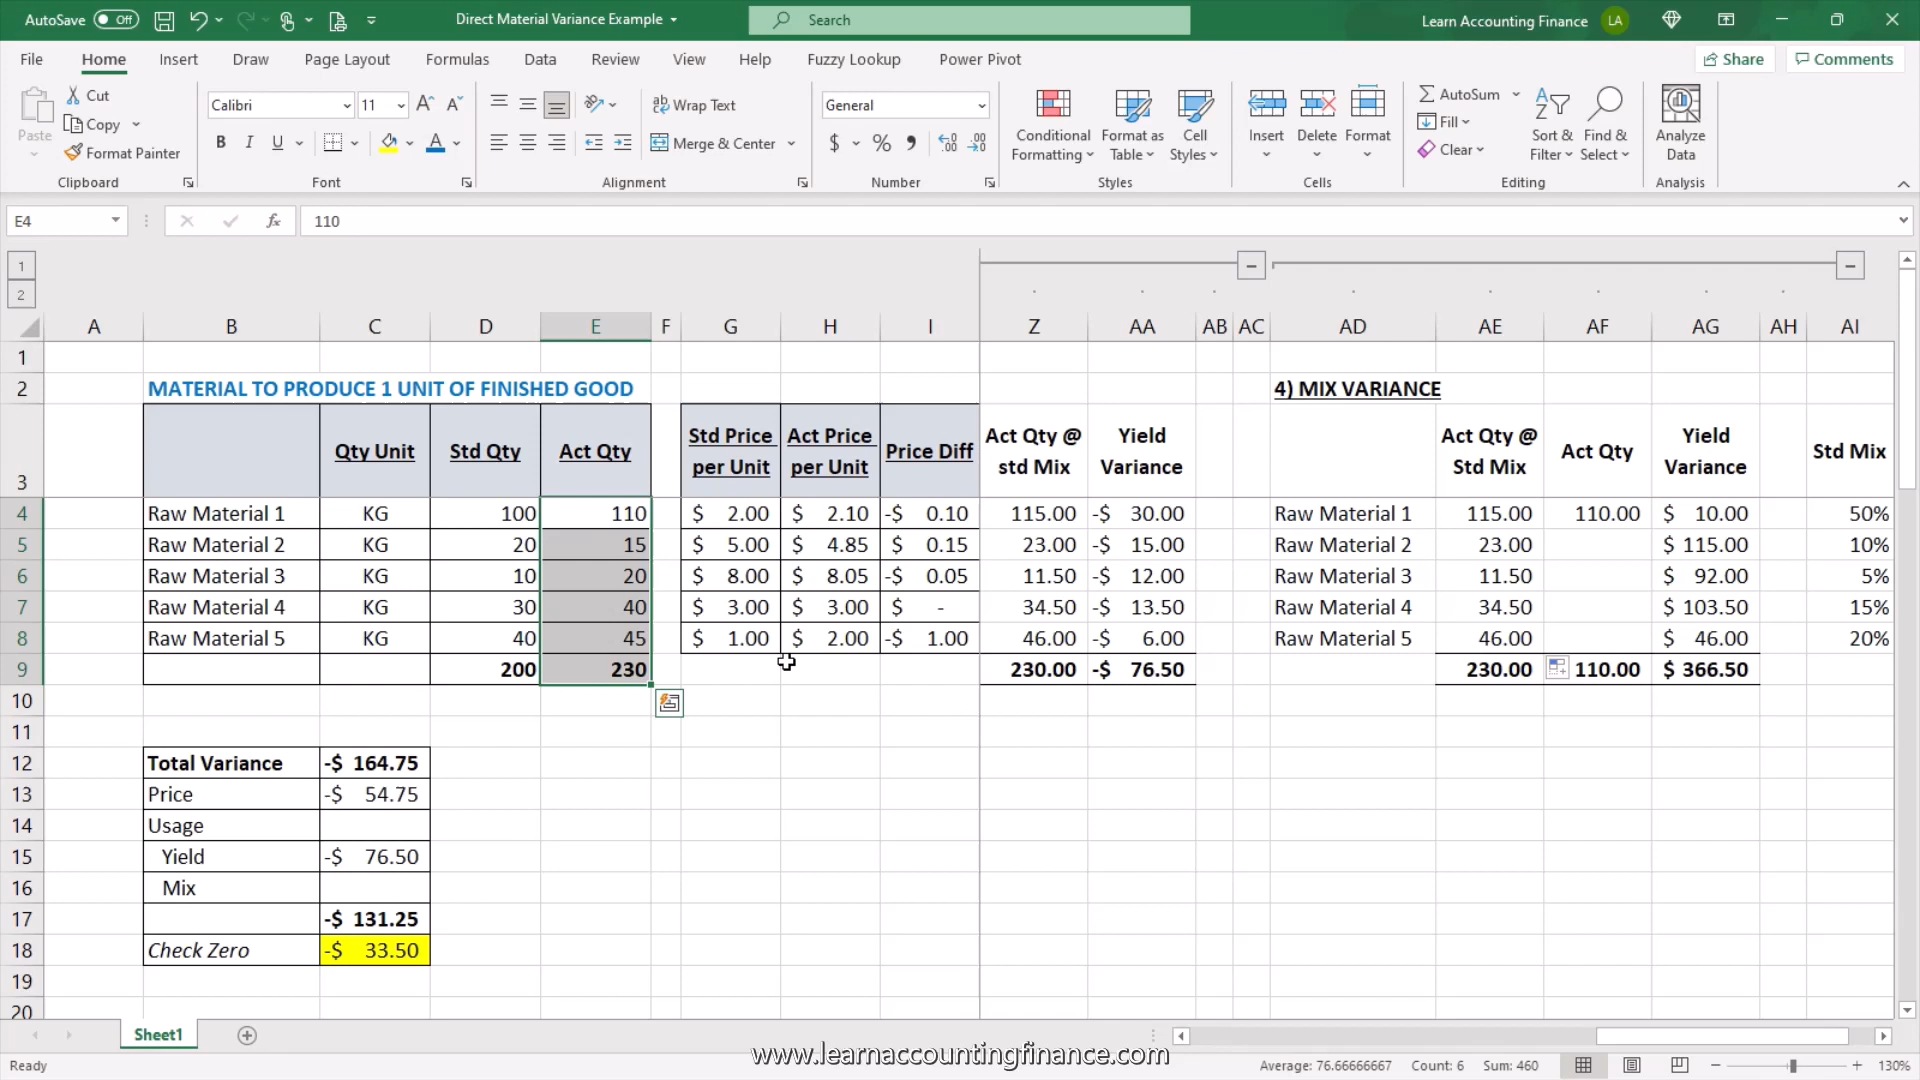 AutoSave Off Direct Material Variance Example Search Learn Accounting Finance LA
File Home Insert Draw Page Layout Formulas Data Review View Help Fuzzy Lookup Power Pivot Share Comments
Paste Cut Copy Format Painter Clipboard
Calibri 11 B I U Font
Wrap Text Merge & Center Alignment
General $ % Number
Conditional Formatting Format as Table Cell Styles Styles
Insert Delete Format Cells
AutoSum Fill Clear Sort & Filter Find & Select Editing
Analyze Data Analysis
E4 fx 110
1
2
A B C D E F G H I Z AA AB AC AD AE AF AG AH AI
1
2 MATERIAL TO PRODUCE 1 UNIT OF FINISHED GOOD 4) MIX VARIANCE
3 Qty Unit Std Qty Act Qty Std Price per Unit Act Price per Unit Price Diff Act Qty @ std Mix Yield Variance Act Qty @ Std Mix Act Qty Yield Variance Std Mix
4 Raw Material 1 KG 100 110 $ 2.00 $ 2.10 -$ 0.10 115.00 -$ 30.00 Raw Material 1 115.00 110.00 $ 10.00 50%
5 Raw Material 2 KG 20 15 $ 5.00 $ 4.85 $ 0.15 23.00 -$ 15.00 Raw Material 2 23.00 $ 115.00 10%
6 Raw Material 3 KG 10 20 $ 8.00 $ 8.05 -$ 0.05 11.50 -$ 12.00 Raw Material 3 11.50 $ 92.00 5%
7 Raw Material 4 KG 30 40 $ 3.00 $ 3.00 $ - 34.50 -$ 13.50 Raw Material 4 34.50 $ 103.50 15%
8 Raw Material 5 KG 40 45 $ 1.00 $ 2.00 -$ 1.00 46.00 -$ 6.00 Raw Material 5 46.00 $ 46.00 20%
9 200 230 230.00 -$ 76.50 230.00 110.00 $ 366.50
10
11
12 Total Variance -$ 164.75
13 Price -$ 54.75
14 Usage
15 Yield -$ 76.50
16 Mix
17 -$ 131.25
18 Check Zero -$ 33.50
19
20
Sheet1
www.learnaccountingfinance.com
Ready Average: 76.66666667 Count: 6 Sum: 460 130%